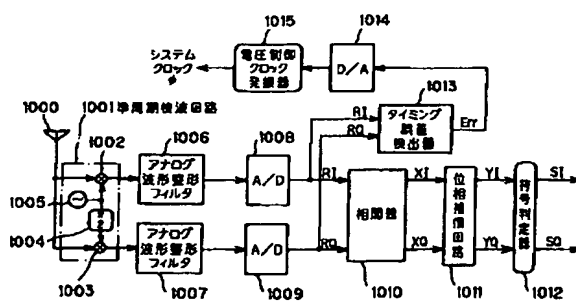 1015
1014
システム
クロック
φ
電圧制御
クロック
発振器
D/A
1013
1000
1001準同期検波回路
1002
1006
1008
RI
RQ
タイミング
誤差
検出器
Err
アナログ
波形整形
フィルタ
A/D
RI
XI
YI
SI
1005
1004
相関器
位相補償回路
符号判定器
アナログ
波形整形
フィルタ
A/D
RQ
XQ
YQ
SQ
1003
1007
1009
1010
1011
1012